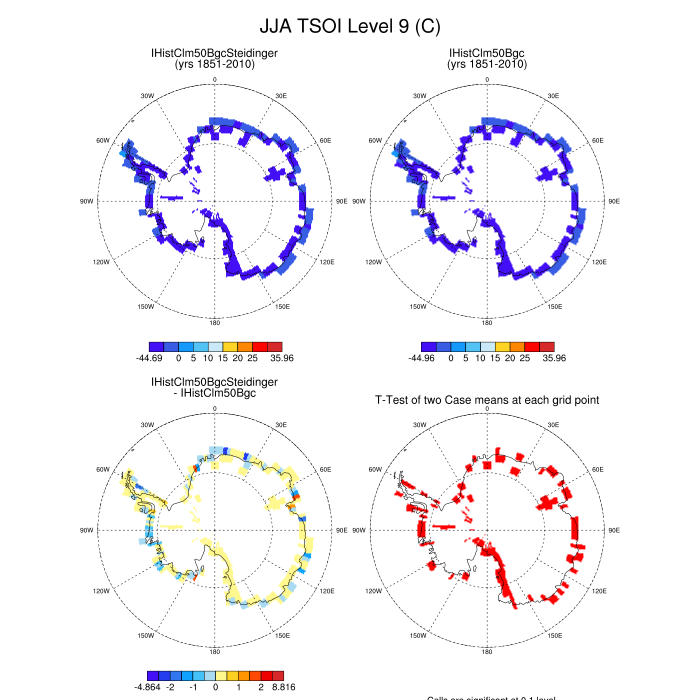 JJA TSOI Level 9 (C)
IHistClm50BgcSteidinger
(yrs 1851-2010)
IHistClm50Bgc
(yrs 1851-2010)
0
30E
60E
90E
120E
150E
180
150W
120W
90W
60W
30W
0
30E
60E
90E
120E
150E
180
150W
120W
90W
60W
30W
-44.69 0 5 10 15 20 25 35.96
-44.96 0 5 10 15 20 25 35.96
IHistClm50BgcSteidinger
- IHistClm50Bgc
T-Test of two Case means at each grid point
0
30E
60E
90E
120E
150E
180
150W
120W
90W
60W
30W
0
30E
60E
90E
120E
150E
180
150W
120W
90W
60W
30W
-4.864 -2 -1 0 1 2 8.816
Cells are significant at 0.1 level